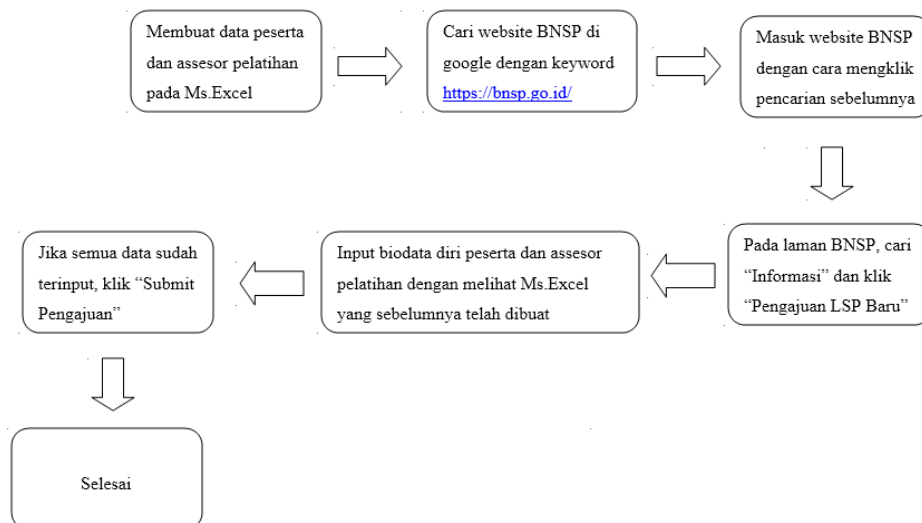 Membuat data peserta
dan assesor pelatihan
pada Ms.Excel
Cari website BNSP di
google dengan keyword
https://bnsp.go.id/
Masuk website BNSP
dengan cara mengklik
pencarian sebelumnya
Pada laman BNSP, cari
“Informasi” dan klik
“Pengajuan LSP Baru”
Input biodata diri peserta dan assesor
pelatihan dengan melihat Ms.Excel
yang sebelumnya telah dibuat
Jika semua data sudah
terinput, klik “Submit
Pengajuan”
Selesai